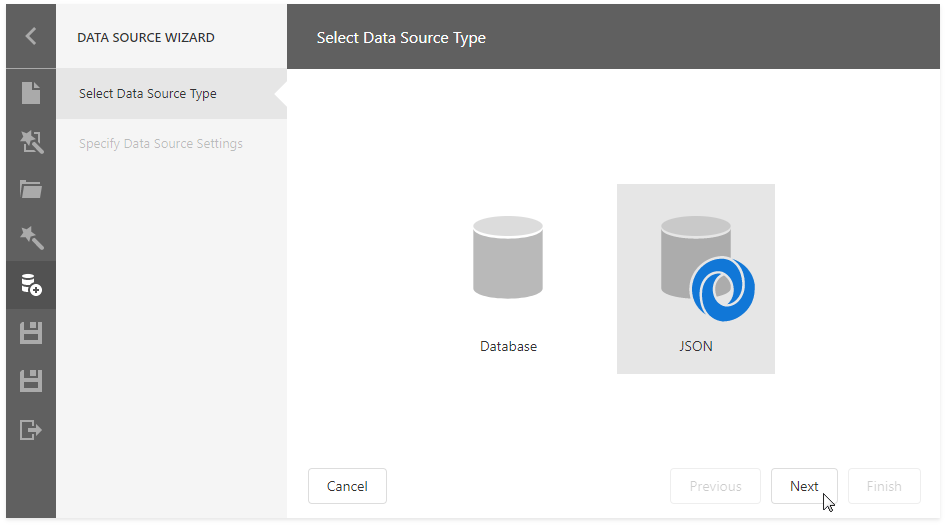 DATA SOURCE WIZARD
Select Data Source Type
Select Data Source Type
Specify Data Source Settings
Database
JSON
Cancel
Previous
Next
Finish